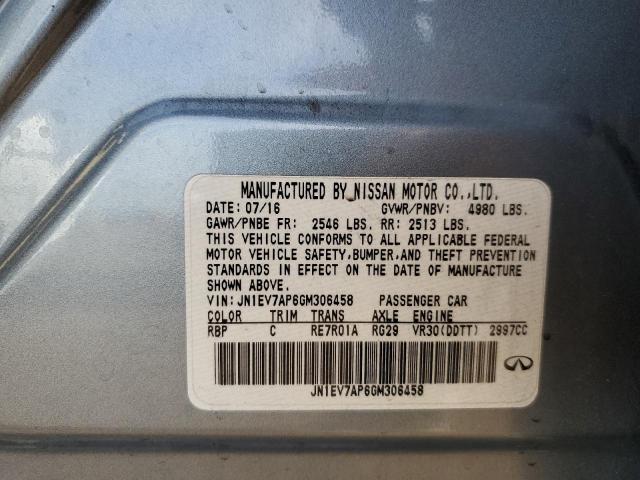 MANUFACTURED BY NISSAN MOTOR CO.,LTD.
DATE: 07/16 GVWR/PNBV: 4980 LBS.
GAWR/PNBE FR: 2546 LBS. RR: 2513 LBS.
THIS VEHICLE CONFORMS TO ALL APPLICABLE FEDERAL
MOTOR VEHICLE SAFETY,BUMPER,AND THEFT PREVENTION
STANDARDS IN EFFECT ON THE DATE OF MANUFACTURE
SHOWN ABOVE.
VIN: JN1EV7AP6GM306458 PASSENGER CAR
COLOR TRIM TRANS AXLE ENGINE
RBP C RE7R01A RG29 VR30(DDTT) 2997CC
JN1EV7AP6GM306458